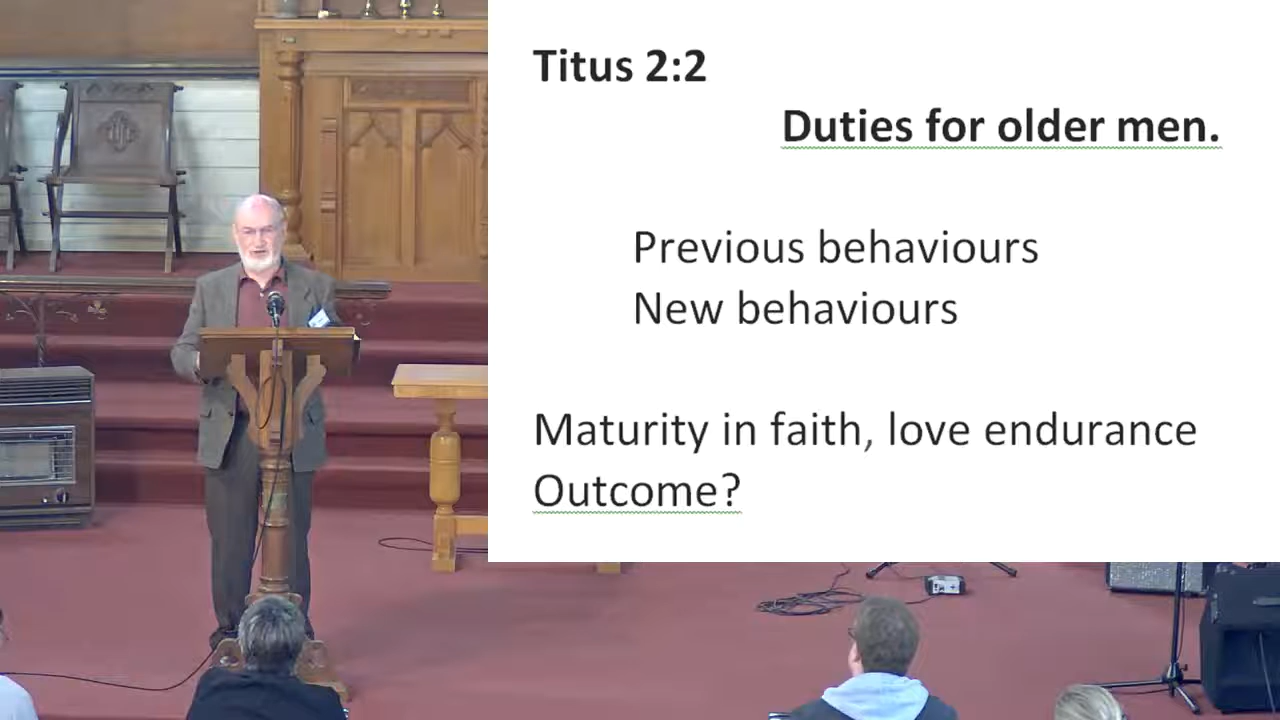 Titus 2:2
Duties for older men.
Previous behaviours
New behaviours
Maturity in faith, love endurance
Outcome?